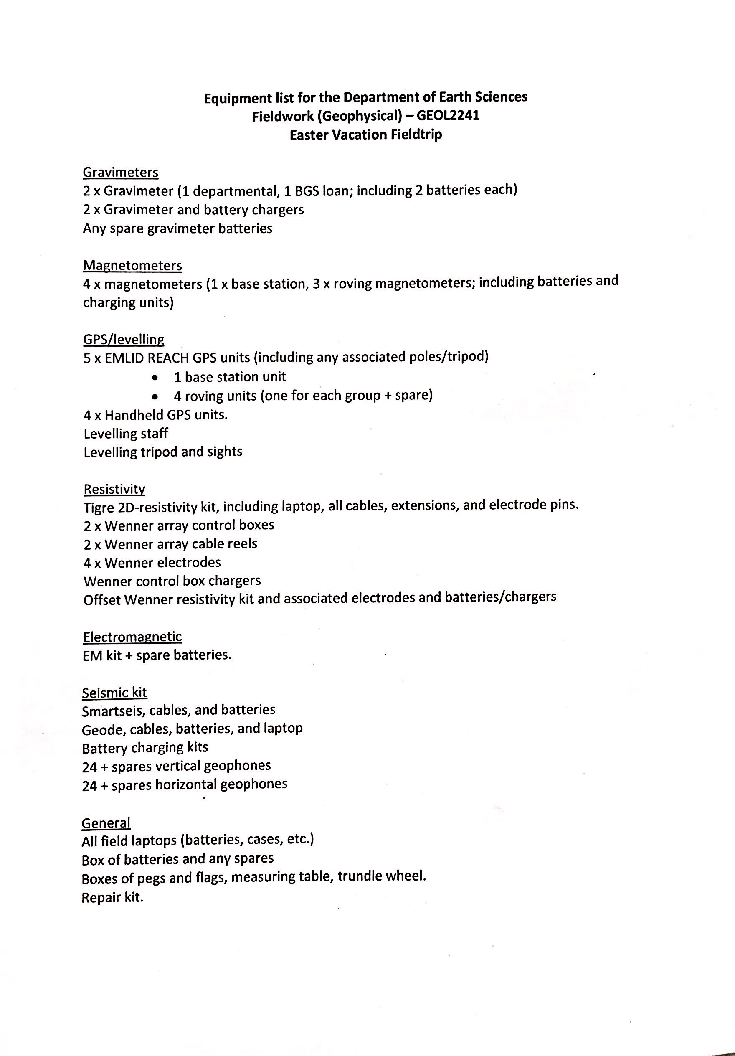 Equipment list for the Department of Earth Sciences
Fieldwork (Geophysical) – GEOL2241
Easter Vacation Fieldtrip
Gravimeters
2 x Gravimeter (1 departmental, 1 BGS loan; including 2 batteries each)
2 x Gravimeter and battery chargers
Any spare gravimeter batteries
Magnetometers
4 x magnetometers (1 x base station, 3 x roving magnetometers; including batteries and
charging units)
GPS/levelling
5 x EMLID REACH GPS units (including any associated poles/tripod)
• 1 base station unit
• 4 roving units (one for each group + spare)
4 x Handheld GPS units.
Levelling staff
Levelling tripod and sights
Resistivity
Tigre 2D-resistivity kit, including laptop, all cables, extensions, and electrode pins.
2 x Wenner array control boxes
2 x Wenner array cable reels
4 x Wenner electrodes
Wenner control box chargers
Offset Wenner resistivity kit and associated electrodes and batteries/chargers
Electromagnetic
EM kit + spare batteries.
Seismic kit
Smartseis, cables, and batteries
Geode, cables, batteries, and laptop
Battery charging kits
24 + spares vertical geophones
24 + spares horizontal geophones
General
All field laptops (batteries, cases, etc.)
Box of batteries and any spares
Boxes of pegs and flags, measuring table, trundle wheel.
Repair kit.